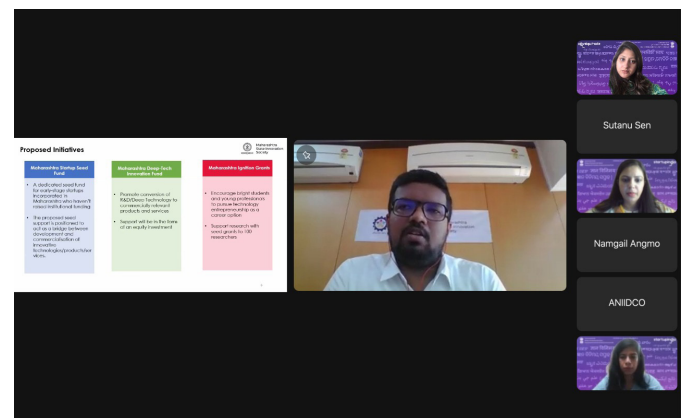 Proposed Initiatives
Maharashtra
State Innovation
Society
Maharashtra Startup Seed
Fund
• A dedicated seed fund
for early-stage startups
incorporated in
Maharashtra who haven't
raised institutional funding
• The proposed seed
support is positioned to
act as a bridge between
development and
commercialisation of
innovative
technologies/products/ser
vices.
Maharashtra Deep-Tech
Innovation Fund
• Promote conversion of
R&D/Deep Technology to
commercially relevant
products and services
• Support will be in the form
of an equity investment
Maharashtra Ignition Grants
• Encourage bright students
and young professionals
to pursue technology
entrepreneurship as a
career option
• Support research with
seed grants to 100
researchers
Sutanu Sen
Namgail Angmo
ANIIDCO